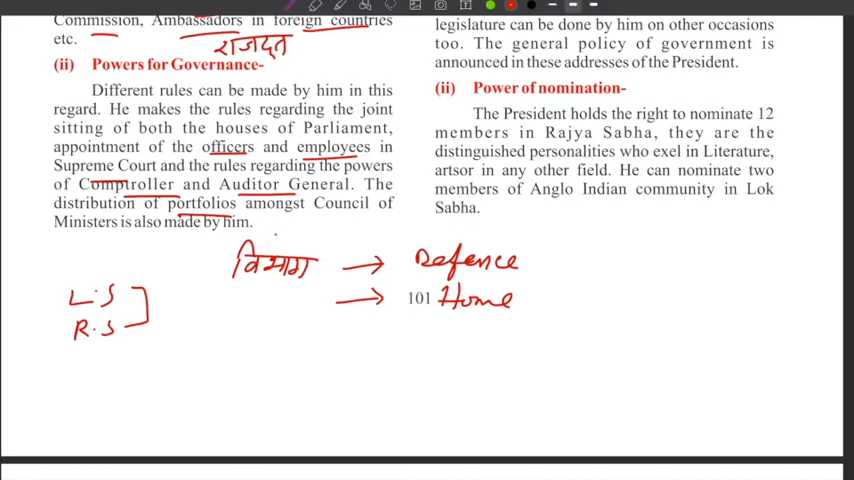 Commission, Ambassadors in foreign countries
etc.
राजदूत
(ii) Powers for Governance-
Different rules can be made by him in this
regard. He makes the rules regarding the joint
sitting of both the houses of Parliament,
appointment of the officers and employees in
Supreme Court and the rules regarding the powers
of Comptroller and Auditor General. The
distribution of portfolios amongst Council of
Ministers is also made by him.
विभाग → Defence
→ Home
L.S
R.S
legislature can be done by him on other occasions
too. The general policy of government is
announced in these addresses of the President.
(ii) Power of nomination-
The President holds the right to nominate 12
members in Rajya Sabha, they are the
distinguished personalities who exel in Literature,
artsor in any other field. He can nominate two
members of Anglo Indian community in Lok
Sabha.
101